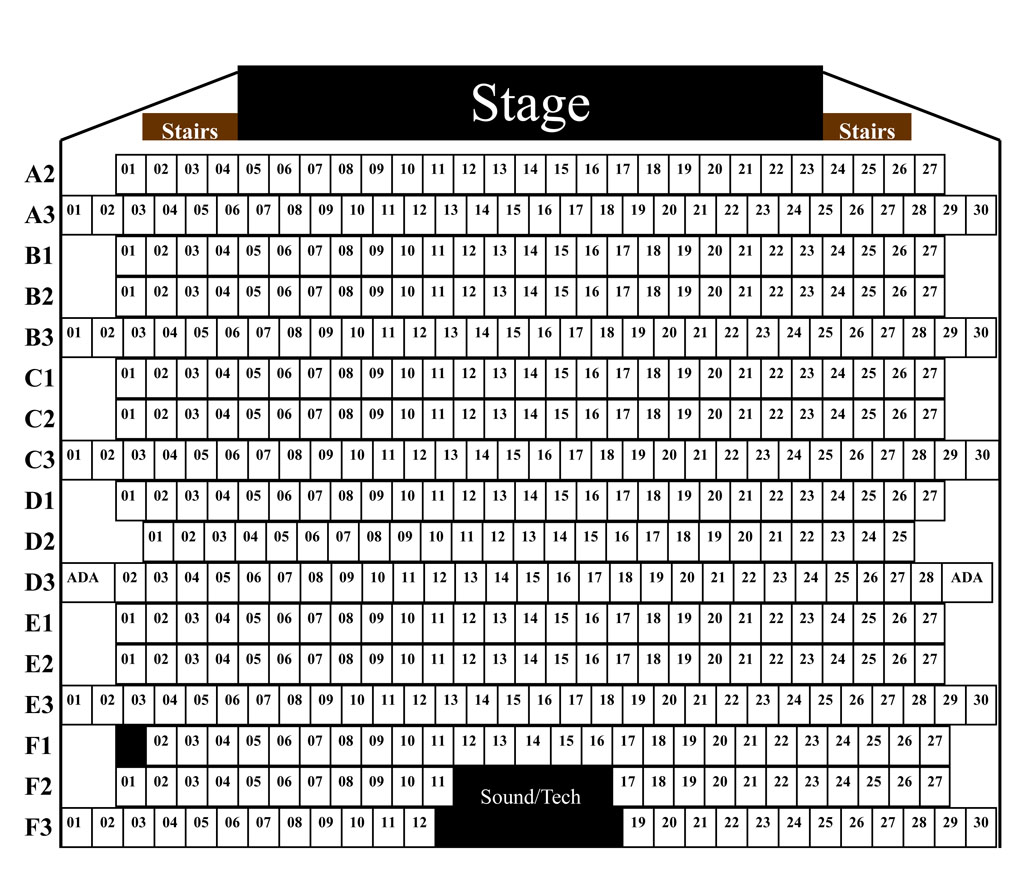 Stage
Stairs Stairs
A2 01 02 03 04 05 06 07 08 09 10 11 12 13 14 15 16 17 18 19 20 21 22 23 24 25 26 27
A3 01 02 03 04 05 06 07 08 09 10 11 12 13 14 15 16 17 18 19 20 21 22 23 24 25 26 27 28 29 30
B1 01 02 03 04 05 06 07 08 09 10 11 12 13 14 15 16 17 18 19 20 21 22 23 24 25 26 27
B2 01 02 03 04 05 06 07 08 09 10 11 12 13 14 15 16 17 18 19 20 21 22 23 24 25 26 27
B3 01 02 03 04 05 06 07 08 09 10 11 12 13 14 15 16 17 18 19 20 21 22 23 24 25 26 27 28 29 30
C1 01 02 03 04 05 06 07 08 09 10 11 12 13 14 15 16 17 18 19 20 21 22 23 24 25 26 27
C2 01 02 03 04 05 06 07 08 09 10 11 12 13 14 15 16 17 18 19 20 21 22 23 24 25 26 27
C3 01 02 03 04 05 06 07 08 09 10 11 12 13 14 15 16 17 18 19 20 21 22 23 24 25 26 27 28 29 30
D1 01 02 03 04 05 06 07 08 09 10 11 12 13 14 15 16 17 18 19 20 21 22 23 24 25 26 27
D2 01 02 03 04 05 06 07 08 09 10 11 12 13 14 15 16 17 18 19 20 21 22 23 24 25
D3 ADA 02 03 04 05 06 07 08 09 10 11 12 13 14 15 16 17 18 19 20 21 22 23 24 25 26 27 28 ADA
E1 01 02 03 04 05 06 07 08 09 10 11 12 13 14 15 16 17 18 19 20 21 22 23 24 25 26 27
E2 01 02 03 04 05 06 07 08 09 10 11 12 13 14 15 16 17 18 19 20 21 22 23 24 25 26 27
E3 01 02 03 04 05 06 07 08 09 10 11 12 13 14 15 16 17 18 19 20 21 22 23 24 25 26 27 28 29 30
F1 02 03 04 05 06 07 08 09 10 11 12 13 14 15 16 17 18 19 20 21 22 23 24 25 26 27
F2 01 02 03 04 05 06 07 08 09 10 11 Sound/Tech 17 18 19 20 21 22 23 24 25 26 27
F3 01 02 03 04 05 06 07 08 09 10 11 12 19 20 21 22 23 24 25 26 27 28 29 30